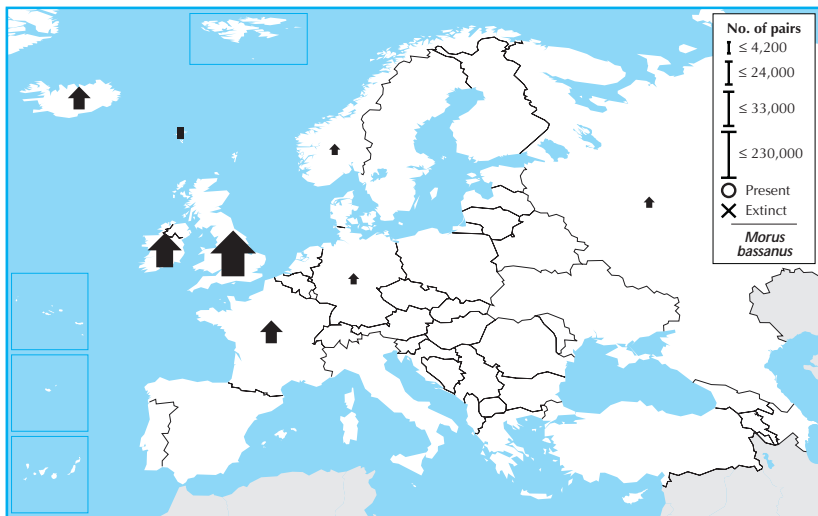 No. of pairs
≤ 4,200
≤ 24,000
≤ 33,000
≤ 230,000
Present
Extinct
Morus
bassanus